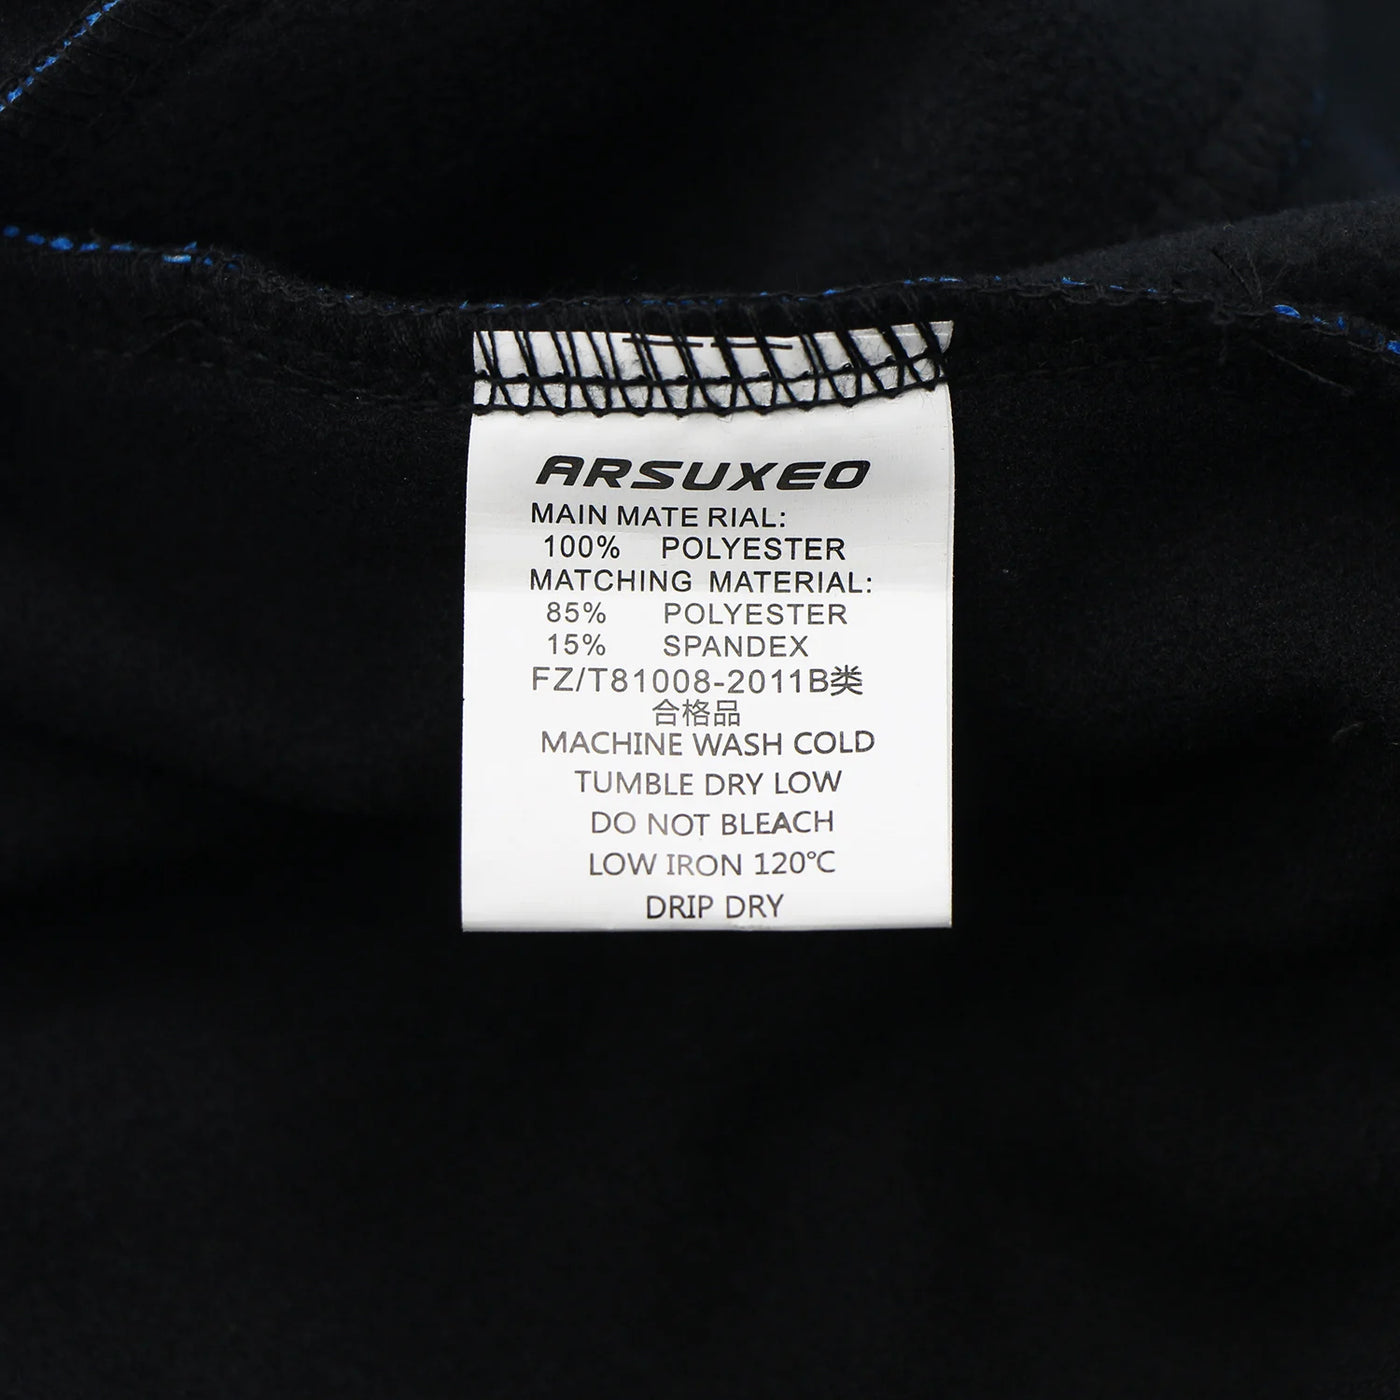 ARSUXEO
MAIN MATE RIAL:
100% POLYESTER
MATCHING MATERIAL:
85% POLYESTER
15% SPANDEX
FZ/T81008-2011B类
合格品
MACHINE WASH COLD
TUMBLE DRY LOW
DO NOT BLEACH
LOW IRON 120℃
DRIP DRY